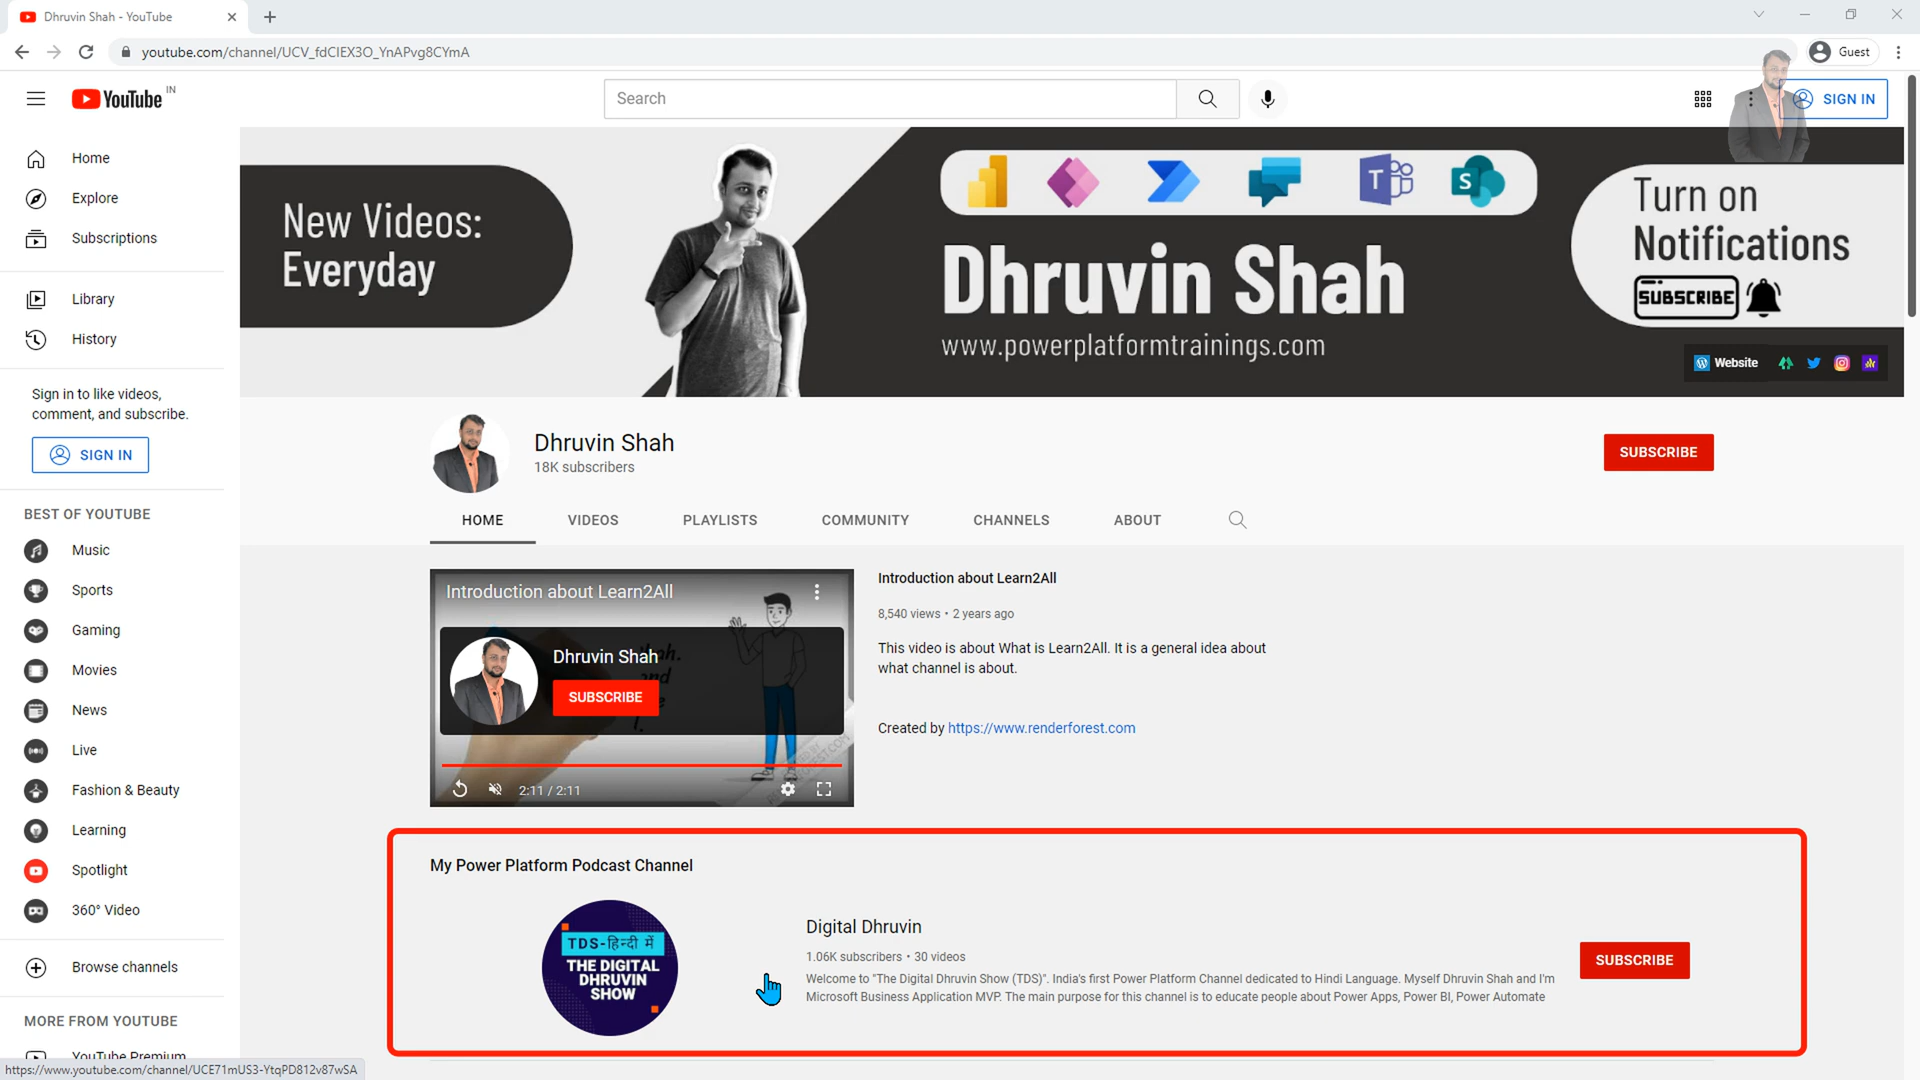 Dhruvin Shah - YouTube
youtube.com/channel/UCV_fdCIEX3O_YnAPvg8CYmA
Guest
YouTube IN
Search
SIGN IN
Home
Explore
Subscriptions
Library
History
Sign in to like videos,
comment, and subscribe.
SIGN IN
BEST OF YOUTUBE
Music
Sports
Gaming
Movies
News
Live
Fashion & Beauty
Learning
Spotlight
360° Video
Browse channels
MORE FROM YOUTUBE
YouTube Premium
https://www.youtube.com/channel/UCE71mUS3-YtqPD812v87wSA
New Videos:
Everyday
T
S
Dhruvin Shah
www.powerplatformtrainings.com
Turn on
Notifications
SUBSCRIBE
Website
Dhruvin Shah
18K subscribers
SUBSCRIBE
HOME
VIDEOS
PLAYLISTS
COMMUNITY
CHANNELS
ABOUT
Introduction about Learn2All
Dhruvin Shah
SUBSCRIBE
2:11 / 2:11
Introduction about Learn2All
8,540 views • 2 years ago
This video is about What is Learn2All. It is a general idea about
what channel is about.
Created by https://www.renderforest.com
My Power Platform Podcast Channel
TDS-हिन्दी में
THE DIGITAL
DHRUVIN
SHOW
Digital Dhruvin
1.06K subscribers • 30 videos
Welcome to "The Digital Dhruvin Show (TDS)". India's first Power Platform Channel dedicated to Hindi Language. Myself Dhruvin Shah and I'm
Microsoft Business Application MVP. The main purpose for this channel is to educate people about Power Apps, Power BI, Power Automate
SUBSCRIBE